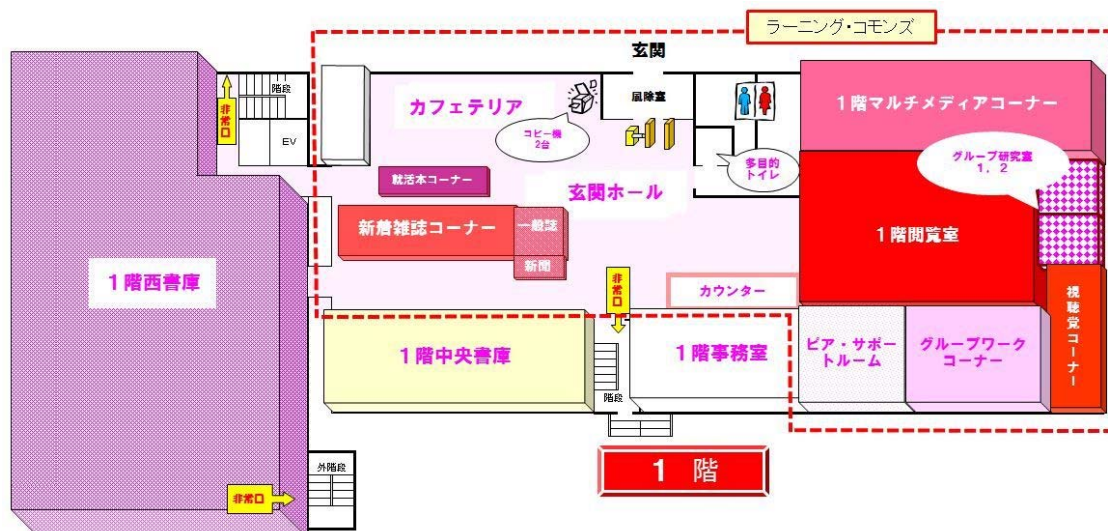 ラーニング・コモンズ
玄関
階段
非常口
EV
カフェテリア
コピー機
2台
風除室
1階マルチメディアコーナー
グループ研究室
1．2
多目的
トイレ
就活本コーナー
玄関ホール
新着雑誌コーナー
一般誌
新聞
1階閲覧室
1階西書庫
非常口
カウンター
視聴覚コーナー
1階中央書庫
階段
1階事務室
ピア・サポー
トルーム
グループワーク
コーナー
1 階
外階段
非常口